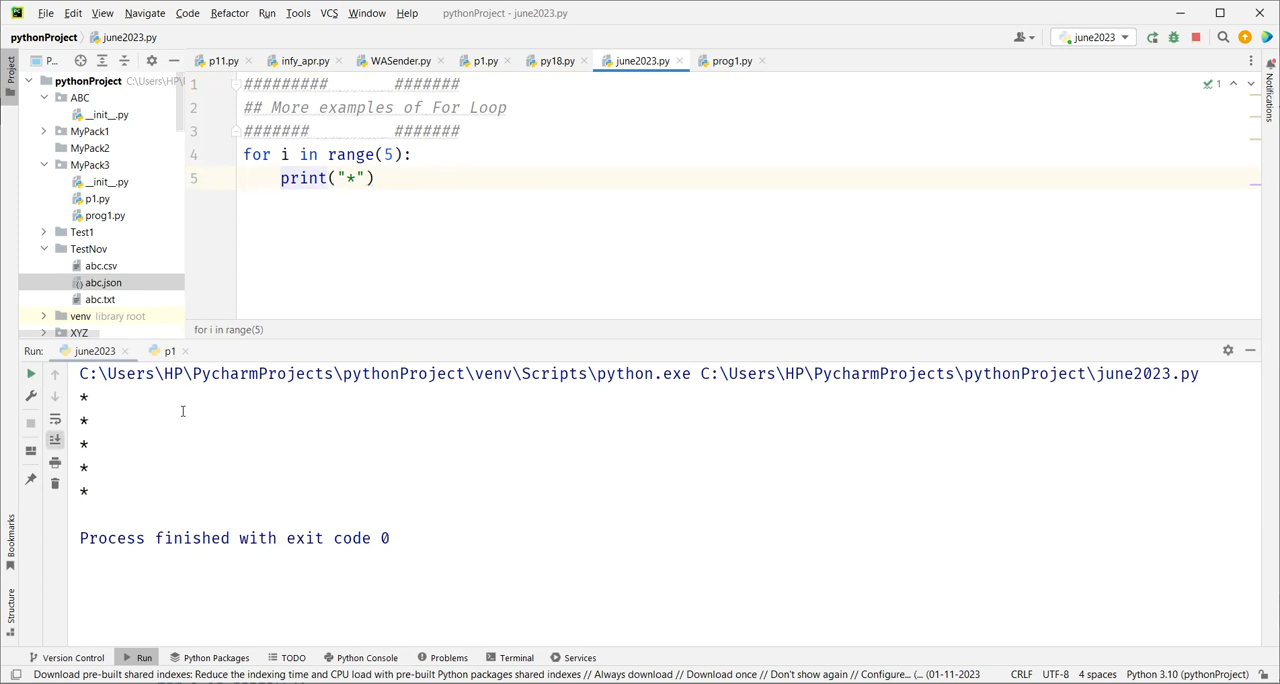 File Edit View Navigate Code Refactor Run Tools VCS Window Help pythonProject - june2023.py
pythonProject june2023.py june2023
Project P... p11.py infy_apr.py WASender.py p1.py py18.py june2023.py prog1.py
pythonProject C:\Users\HP\
ABC
__init__.py
MyPack1
MyPack2
MyPack3
__init__.py
p1.py
prog1.py
Test1
TestNov
abc.csv
abc.json
abc.txt
venv library root
XYZ
1 ######### #######
2 ## More examples of For Loop
3 ####### #######
4 for i in range(5):
5 print("*")
1
Notifications
for i in range(5)
Run: june2023 p1
C:\Users\HP\PycharmProjects\pythonProject\venv\Scripts\python.exe C:\Users\HP\PycharmProjects\pythonProject\june2023.py
*
*
*
*
*
Process finished with exit code 0
Bookmarks
Structure
Version Control Run Python Packages TODO Python Console Problems Terminal Services
Download pre-built shared indexes: Reduce the indexing time and CPU load with pre-built Python packages shared indexes // Always download // Download once // Don't show again // Configure... (... (01-11-2023 CRLF UTF-8 4 spaces Python 3.10 (pythonProject)